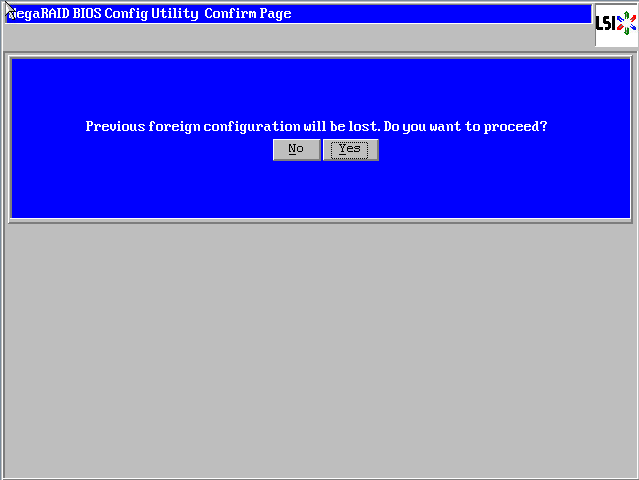 MegaRAID BIOS Config Utility Confirm Page
LSI
Previous foreign configuration will be lost. Do you want to proceed?
No
Yes